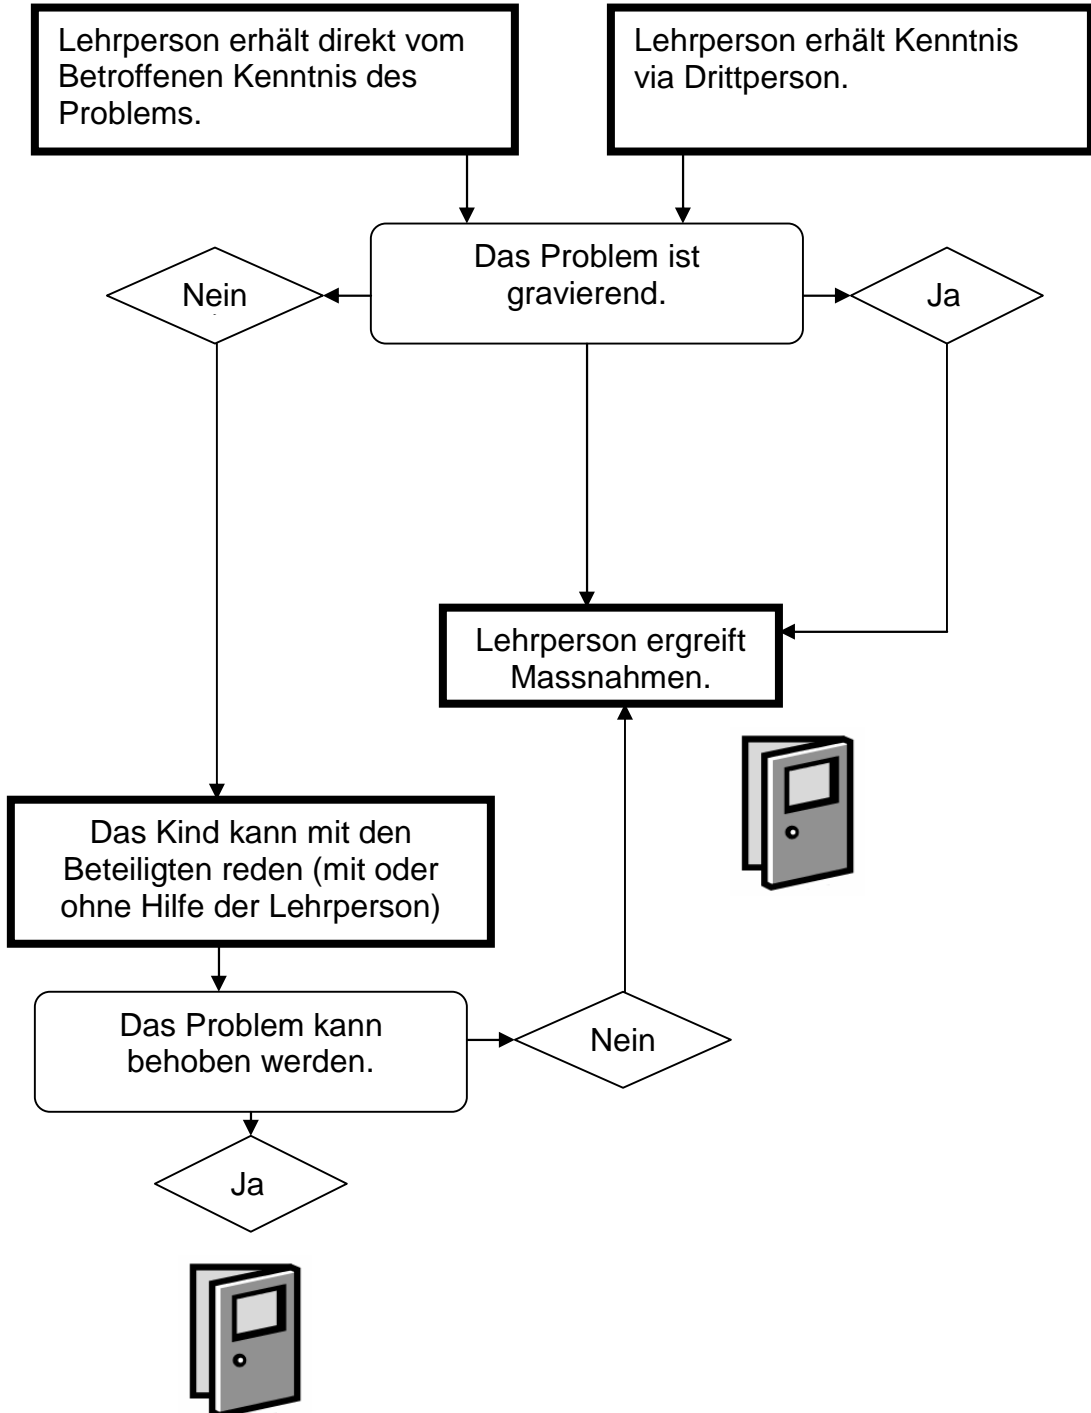 Lehrperson erhält direkt vom
Betroffenen Kenntnis des
Problems.
Lehrperson erhält Kenntnis
via Drittperson.
Das Problem ist
gravierend.
Nein
Ja
Lehrperson ergreift
Massnahmen.
Das Kind kann mit den
Beteiligten reden (mit oder
ohne Hilfe der Lehrperson)
Das Problem kann
behoben werden.
Nein
Ja